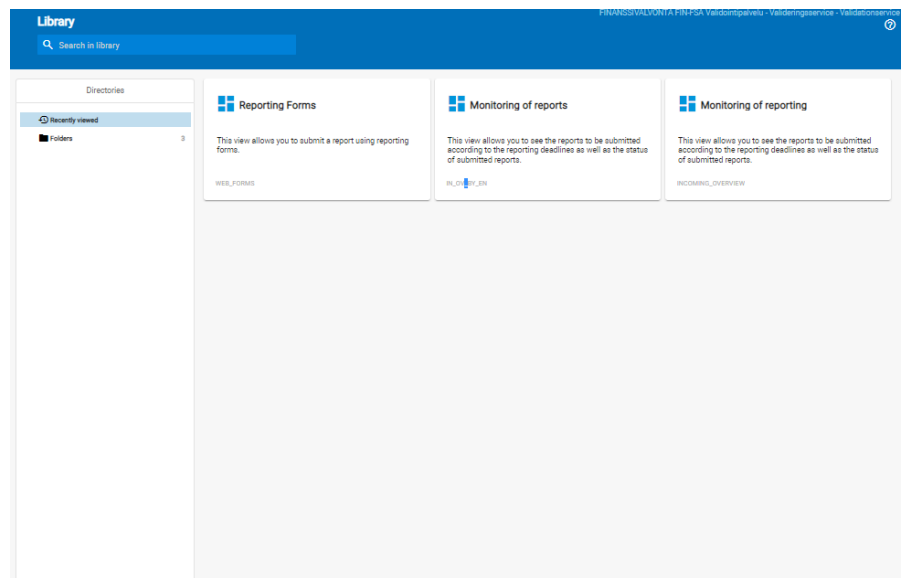 FINANSSIVALVONTA FIN-FSA Validointipalvelu - Valideringsservice - Validationservice
Library
Search in library
Directories
Recently viewed
Folders 3
Reporting Forms
This view allows you to submit a report using reporting
forms.
WEB_FORMS
Monitoring of reports
This view allows you to see the reports to be submitted
according to the reporting deadlines as well as the status
of submitted reports.
Monitoring of reporting
This view allows you to see the reports to be submitted
according to the reporting deadlines as well as the status
of submitted reports.
INCOMING_OVERVIEW